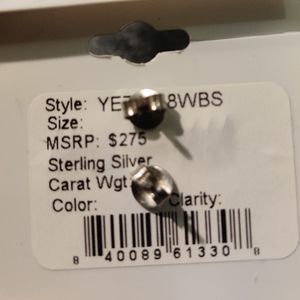 Style: YE 8WBS
Size:
MSRP: $275
Sterling Silver
Carat Wgt:
Color: Clarity:
8 40089 61330 8